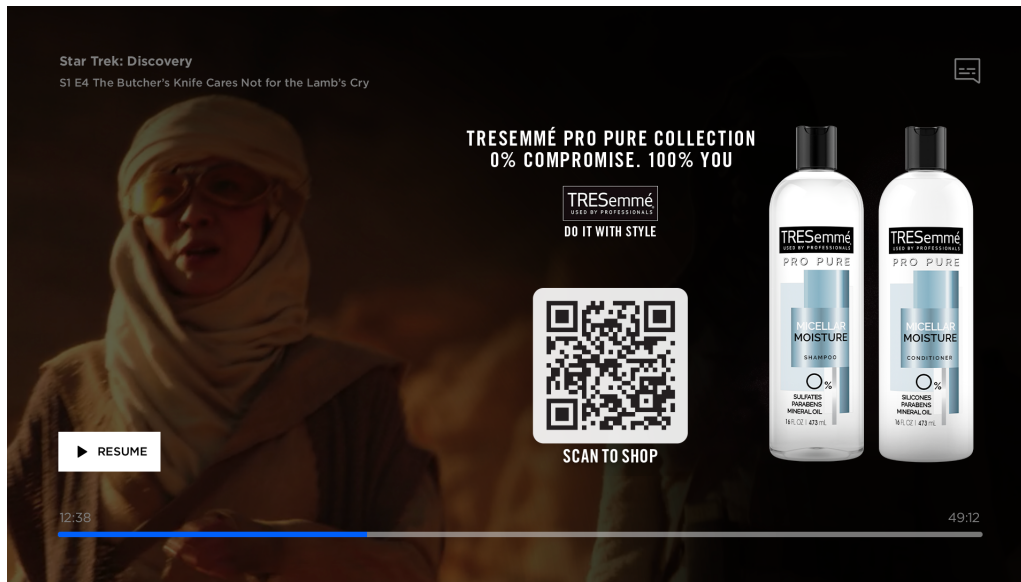 Star Trek: Discovery
S1 E4 The Butcher's Knife Cares Not for the Lamb's Cry
TRESEMMÉ PRO PURE COLLECTION
0% COMPROMISE. 100% YOU
TRESemmé
USED BY PROFESSIONALS
DO IT WITH STYLE
SCAN TO SHOP
TRESemmé
USED BY PROFESSIONALS
PRO PURE
MICELLAR
MOISTURE
SHAMPOO
0%
SULFATES
PARABENS
MINERAL OIL
16 FL OZ | 473 mL
TRESemmé
USED BY PROFESSIONALS
PRO PURE
MICELLAR
MOISTURE
CONDITIONER
0%
SILICONES
PARABENS
MINERAL OIL
16 FL OZ | 473 mL
RESUME
12:38
49:12